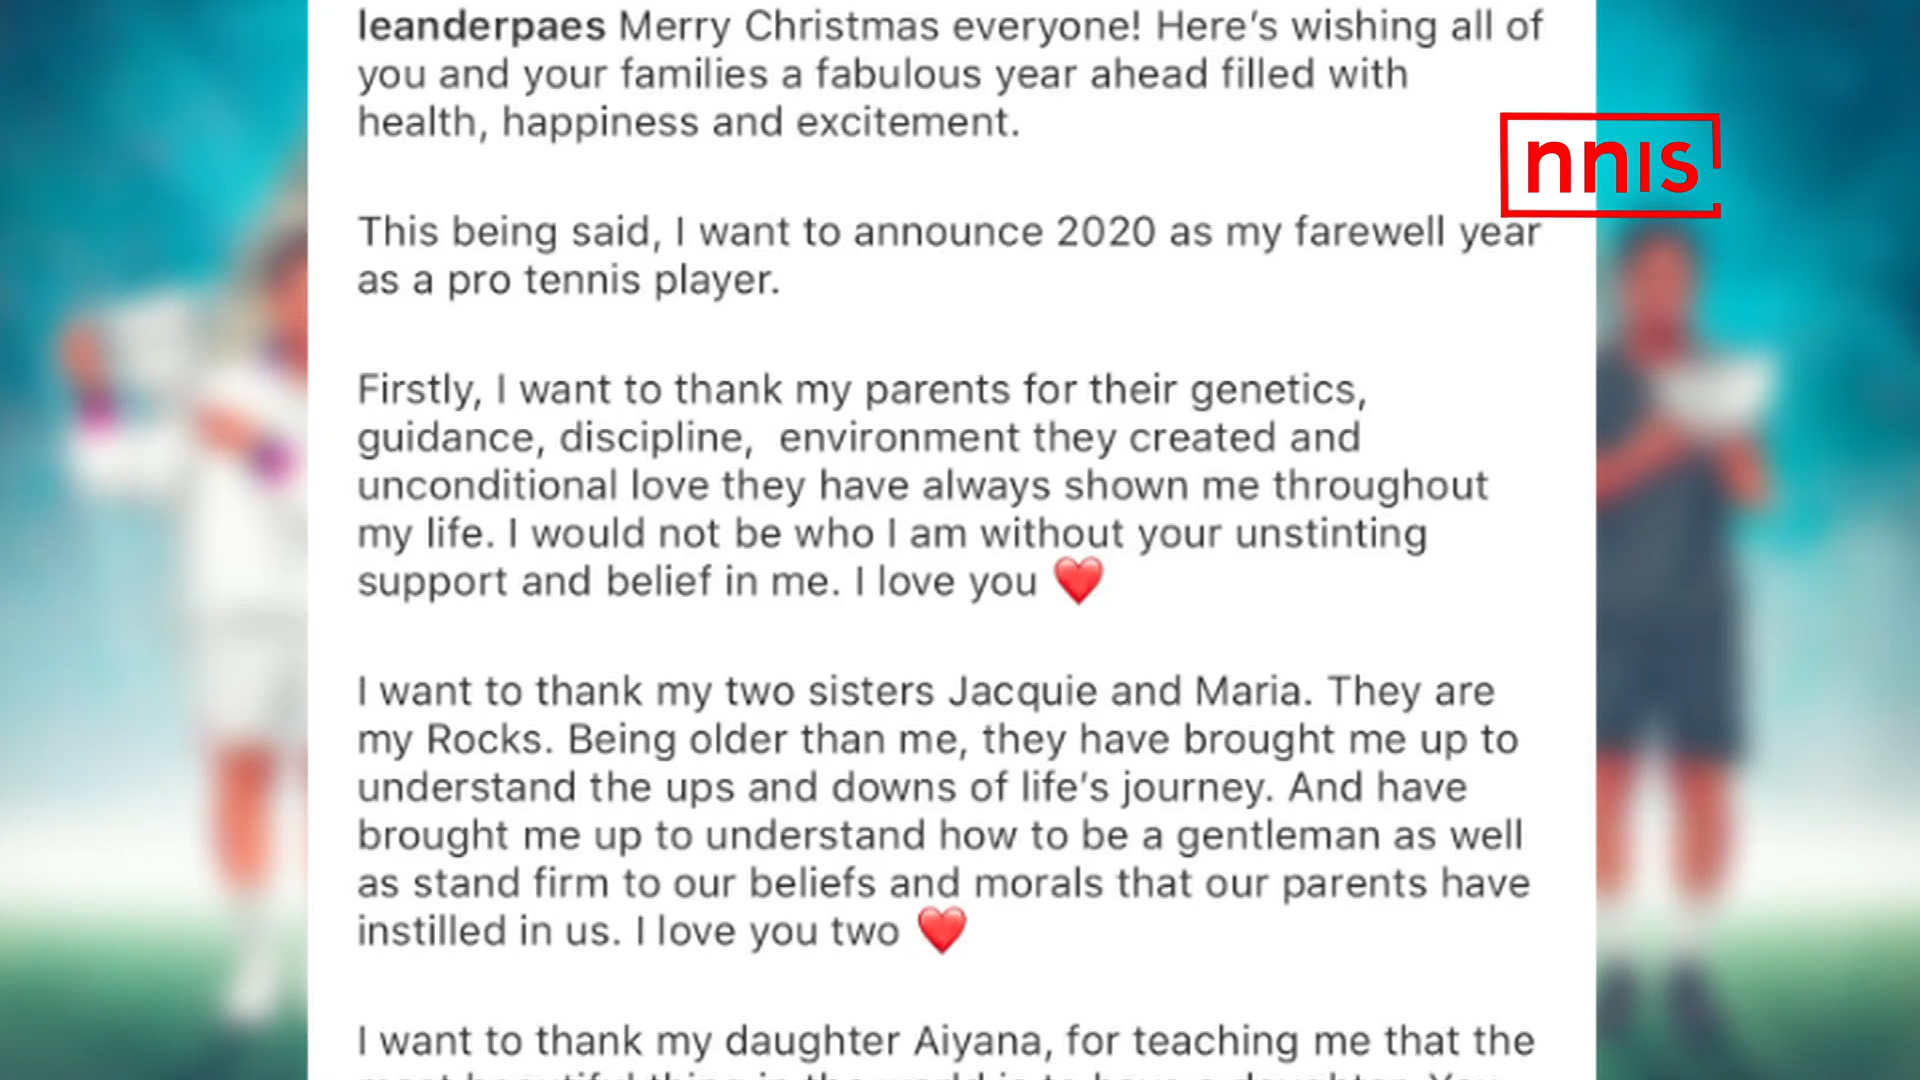 leanderpaes Merry Christmas everyone! Here's wishing all of
you and your families a fabulous year ahead filled with
health, happiness and excitement.
nnis
This being said, I want to announce 2020 as my farewell year
as a pro tennis player.
Firstly, I want to thank my parents for their genetics,
guidance, discipline,  environment they created and
unconditional love they have always shown me throughout
my life. I would not be who I am without your unstinting
support and belief in me. I love you ❤️
I want to thank my two sisters Jacquie and Maria. They are
my Rocks. Being older than me, they have brought me up to
understand the ups and downs of life's journey. And have
brought me up to understand how to be a gentleman as well
as stand firm to our beliefs and morals that our parents have
instilled in us. I love you two ❤️
I want to thank my daughter Aiyana, for teaching me that the